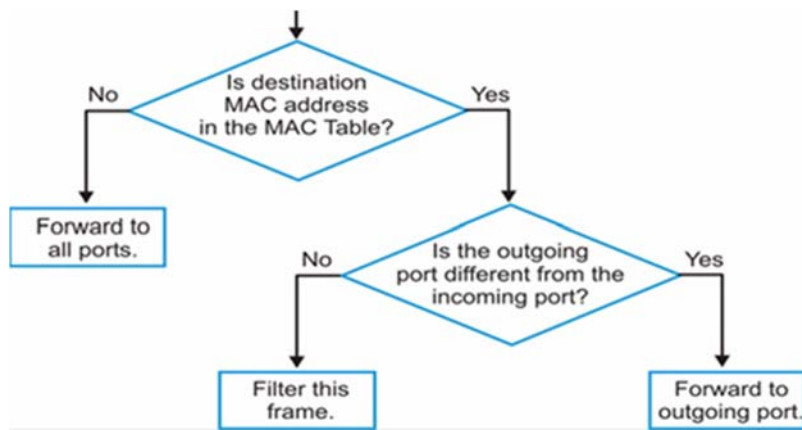 Is destination
MAC address
in the MAC Table?
No
Yes
Forward to
all ports.
Is the outgoing
port different from the
incoming port?
No
Yes
Filter this
frame.
Forward to
outgoing port.